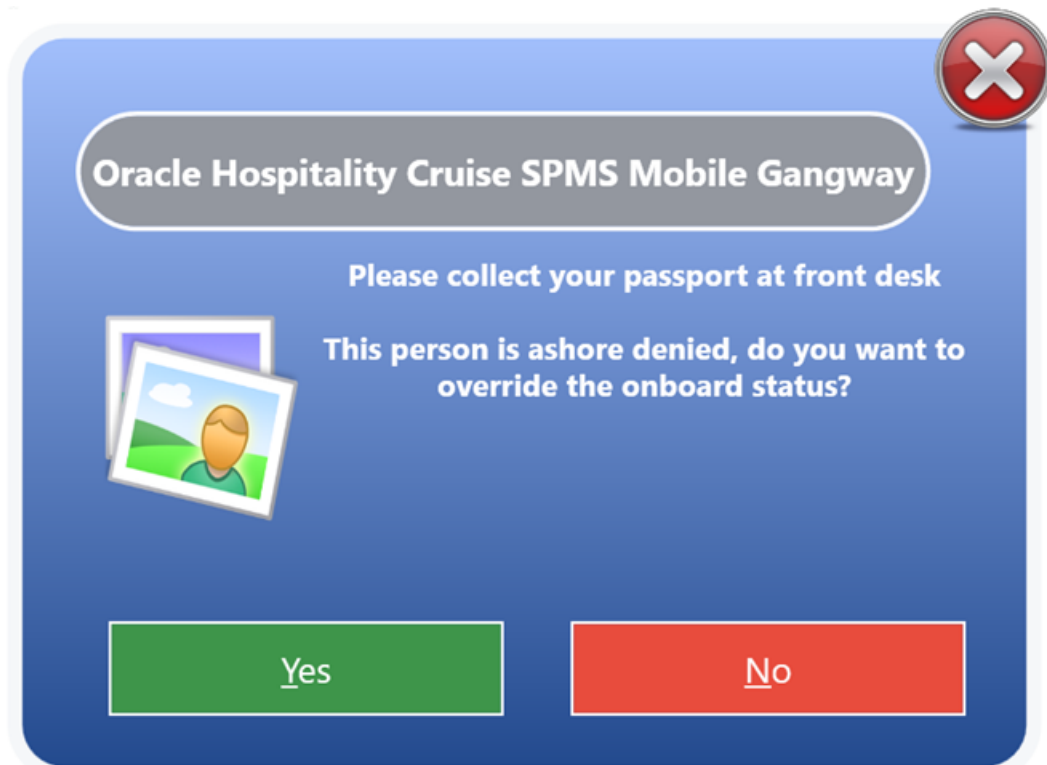 Oracle Hospitality Cruise SPMS Mobile Gangway
Please collect your passport at front desk
This person is ashore denied, do you want to
override the onboard status?
Yes
No